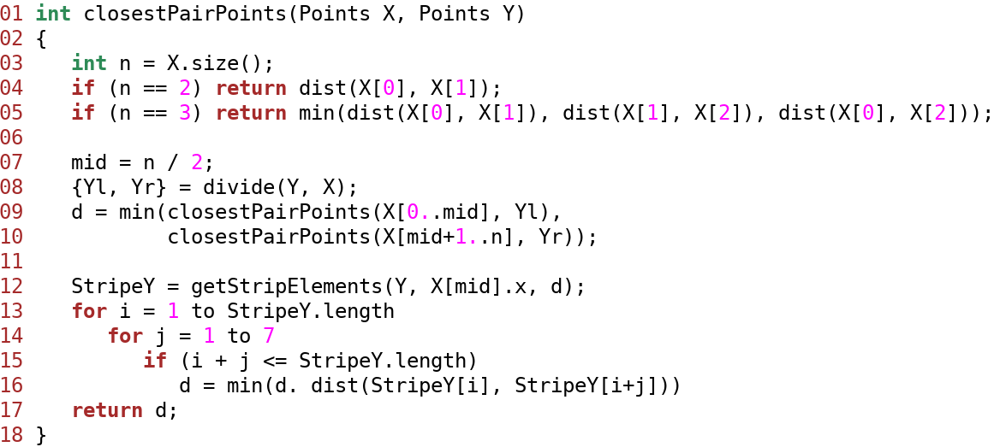 01 int closestPairPoints(Points X, Points Y)
02 {
03    int n = X.size();
04    if (n == 2) return dist(X[0], X[1]);
05    if (n == 3) return min(dist(X[0], X[1]), dist(X[1], X[2]), dist(X[0], X[2]));
06
07    mid = n / 2;
08    {Yl, Yr} = divide(Y, X);
09    d = min(closestPairPoints(X[0..mid], Yl),
10            closestPairPoints(X[mid+1..n], Yr));
11
12    StripeY = getStripElements(Y, X[mid].x, d);
13    for i = 1 to StripeY.length
14       for j = 1 to 7
15          if (i + j <= StripeY.length)
16             d = min(d. dist(StripeY[i], StripeY[i+j]))
17    return d;
18 }